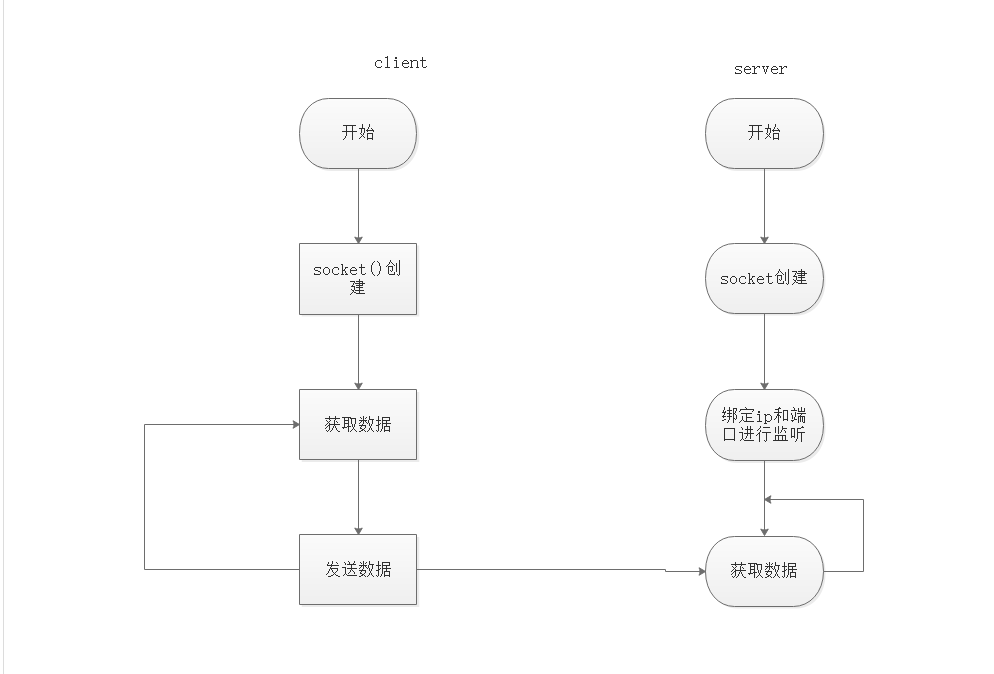 client
server
开始
开始
socket()创
建
socket创建
获取数据
绑定ip和端
口进行监听
发送数据
获取数据